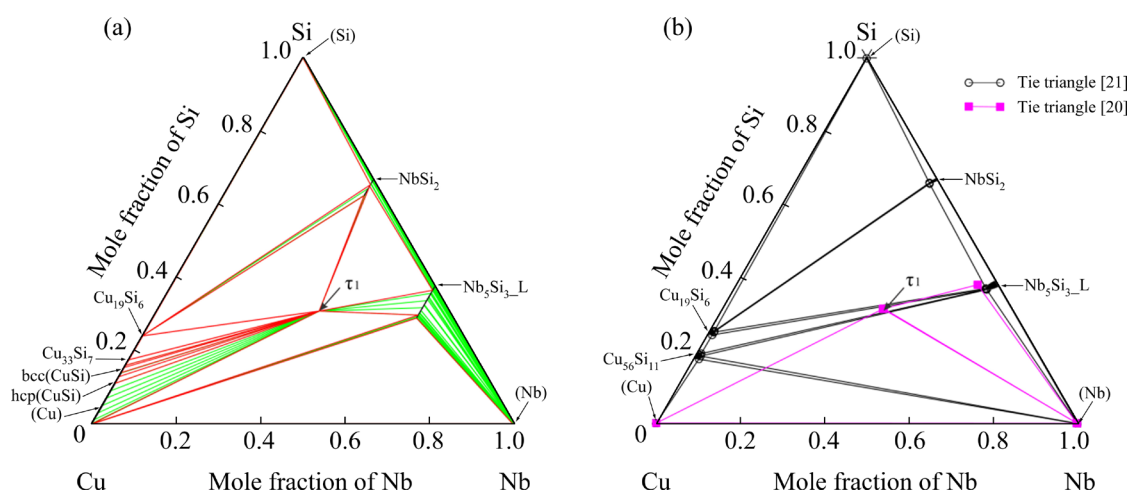 (a)
Si
(Si)
1.0
0.8
0.6
0.4
0.2
0
Mole fraction of Si
NbSi2
Nb5Si3_L
τ1
Cu19Si6
Cu33Si7
bcc(CuSi)
hcp(CuSi)
(Cu)
(Nb)
0
0.2
0.4
0.6
0.8
1.0
Cu
Mole fraction of Nb
Nb
(b)
Si
(Si)
1.0
0.8
0.6
0.4
0.2
0
Mole fraction of Si
Tie triangle [21]
Tie triangle [20]
NbSi2
Nb5Si3_L
τ1
Cu19Si6
Cu56Si11
(Cu)
(Nb)
0
0.2
0.4
0.6
0.8
1.0
Cu
Mole fraction of Nb
Nb